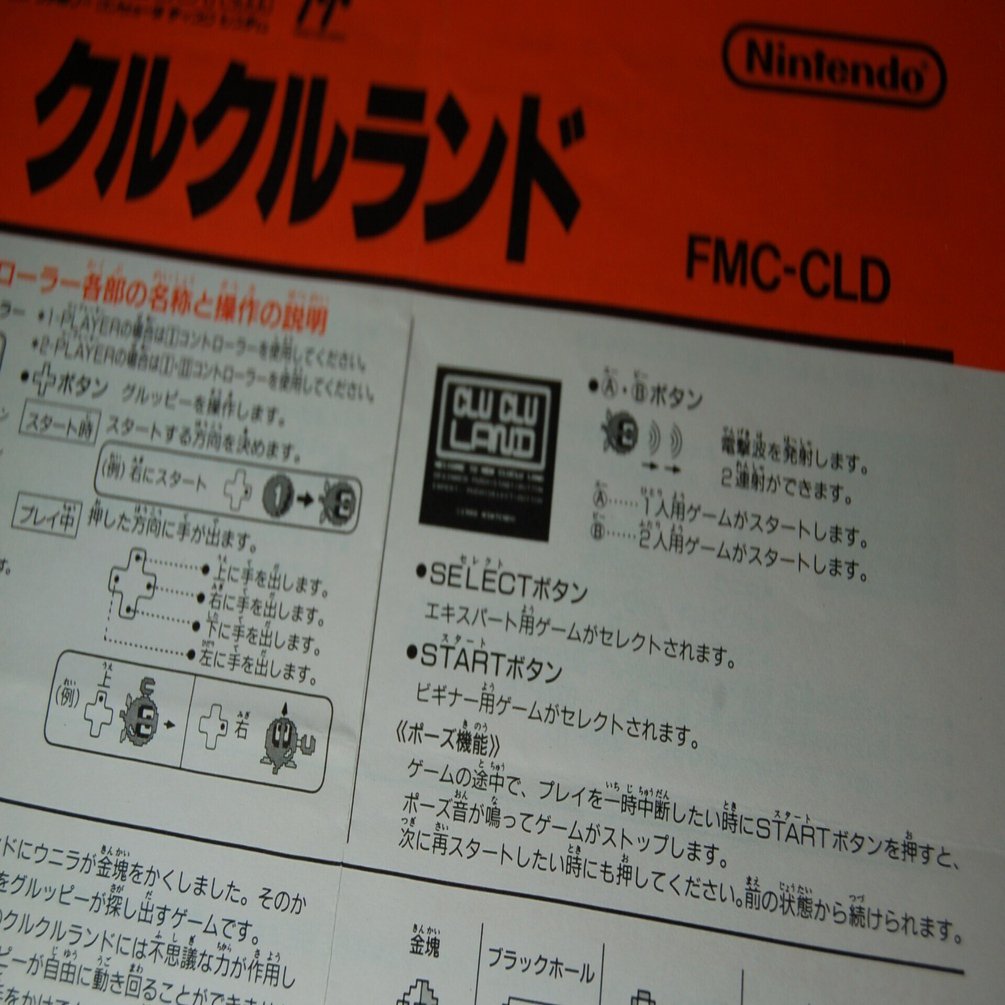 クルクルランド
Nintendo
FMC-CLD
ローラー各部の名称と操作の説明
*1-PLAYERの場合はⅠコントローラーを使用してください。
*2-PLAYERの場合はⅠ・Ⅱコントローラーを使用してください。
●ボタン グルッピーを操作します。
スタート時 スタートする方向を決めます。
(例)右にスタート
プレイ中 押した方向に手が出ます。
●上に手を出します。
●右に手を出します。
●下に手を出します。
●左に手を出します。
(例)上
右
CLU CLU
LAND
●Ⓐ・Ⓑボタン
電撃波を発射します。
2連射ができます。
Ⓐ……1人用ゲームがスタートします。
Ⓑ……2人用ゲームがスタートします。
●SELECTボタン
エキスパート用ゲームがセレクトされます。
●STARTボタン
ビギナー用ゲームがセレクトされます。
《ポーズ機能》
ゲームの途中で、プレイを一時中断したい時にSTARTボタンを押すと、
ポーズ音が鳴ってゲームがストップします。
次に再スタートしたい時にも押してください。前の状態から続けられます。
ンドにウニラが金塊をかくしました。そのか
をグルッピーが探し出すゲームです。
のクルクルランドには不思議な力が作用し
ピーが自由に動き回ることができませ
金塊
ブラックホール